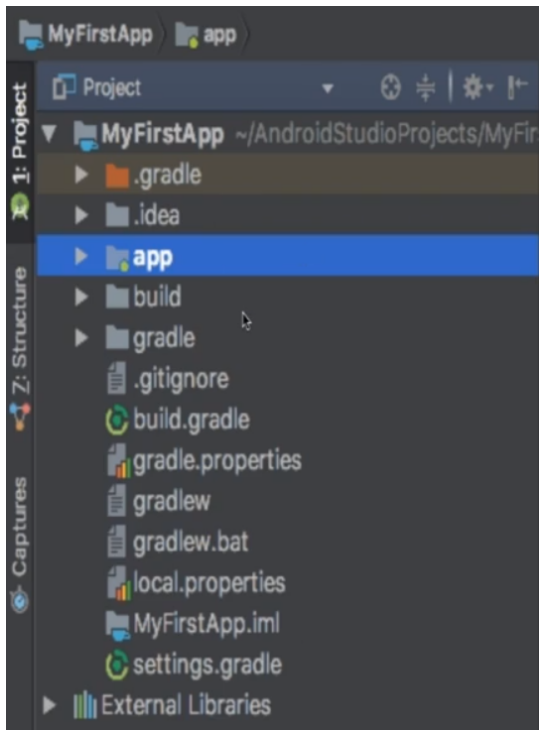 MyFirstApp app
Project
MyFirstApp ~/AndroidStudioProjects/MyFir
.gradle
.idea
app
build
gradle
.gitignore
build.gradle
gradle.properties
gradlew
gradlew.bat
local.properties
MyFirstApp.iml
settings.gradle
External Libraries
1: Project
Z: Structure
Captures